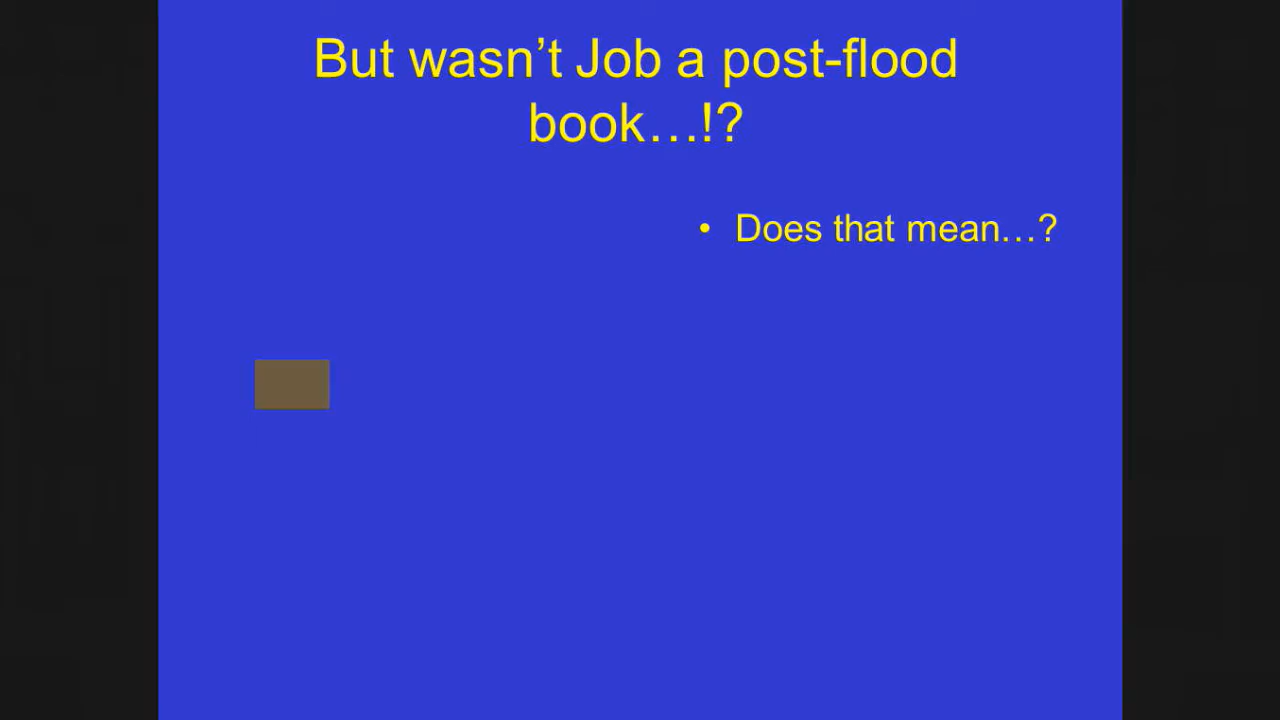 But wasn’t Job a post-flood
book…!?
• Does that mean…?